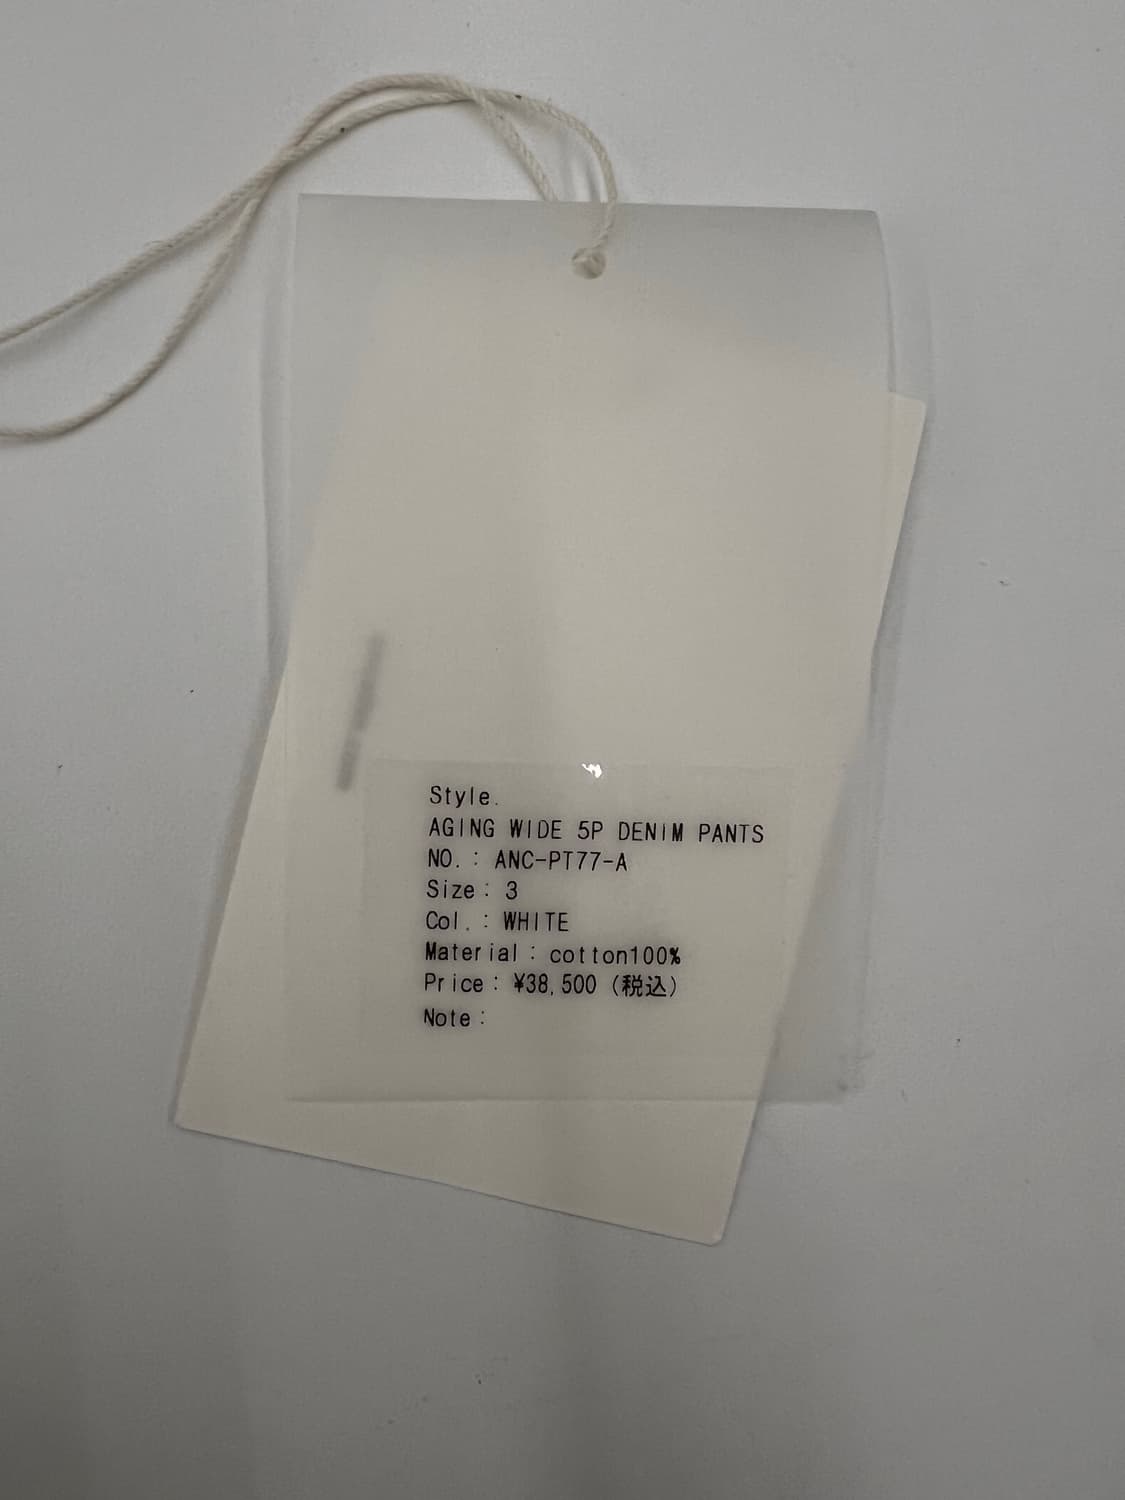 Style.
AGING WIDE 5P DENIM PANTS
NO.: ANC-PT77-A
Size: 3
Col.: WHITE
Material: cotton100%
Price: ¥38,500 (税込)
Note: